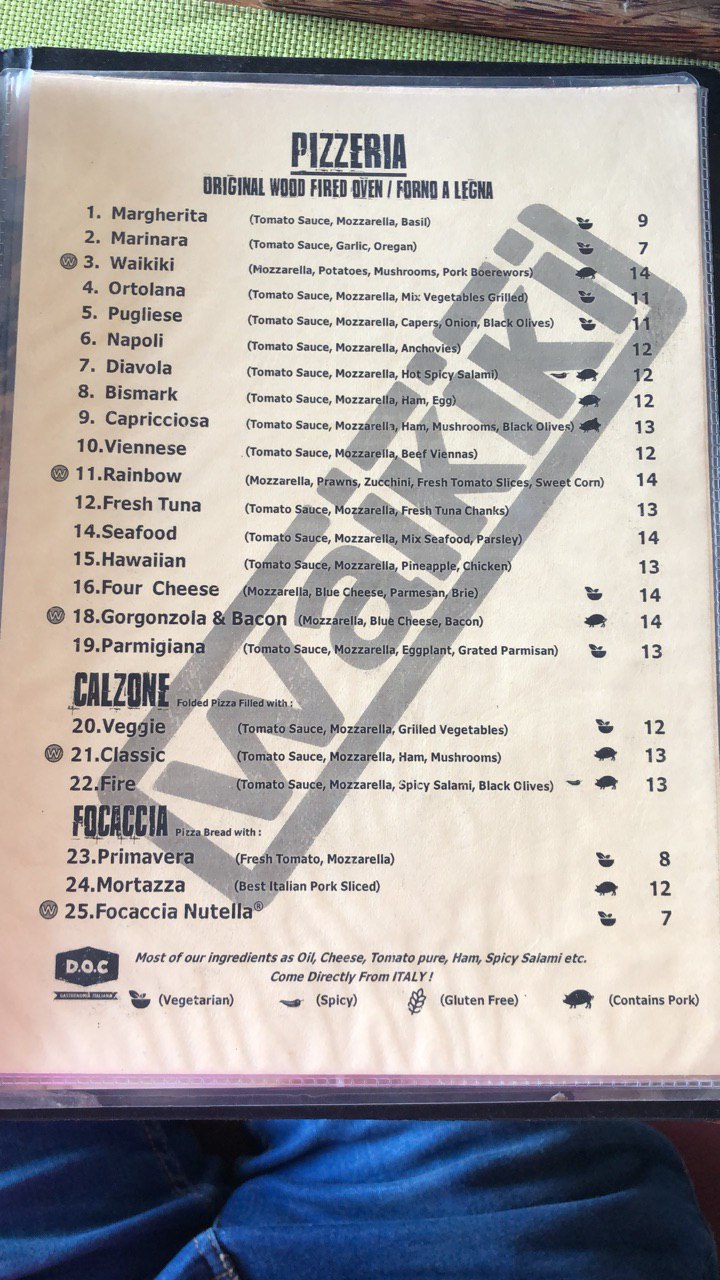 PIZZERIA
ORIGINAL WOOD FIRED OVEN / FORNO A LEGNA
1. Margherita (Tomato Sauce, Mozzarella, Basil) 9
2. Marinara (Tomato Sauce, Garlic, Oregan) 7
W 3. Waikiki (Mozzarella, Potatoes, Mushrooms, Pork Boerewors) 14
4. Ortolana (Tomato Sauce, Mozzarella, Mix Vegetables Grilled) 11
5. Pugliese (Tomato Sauce, Mozzarella, Capers, Onion, Black Olives) 11
6. Napoli (Tomato Sauce, Mozzarella, Anchovies) 12
7. Diavola (Tomato Sauce, Mozzarella, Hot Spicy Salami) 12
8. Bismark (Tomato Sauce, Mozzarella, Ham, Egg) 12
9. Capricciosa (Tomato Sauce, Mozzarella, Ham, Mushrooms, Black Olives) 13
10.Viennese (Tomato Sauce, Mozzarella, Beef Viennas) 12
W 11.Rainbow (Mozzarella, Prawns, Zucchini, Fresh Tomato Slices, Sweet Corn) 14
12.Fresh Tuna (Tomato Sauce, Mozzarella, Fresh Tuna Chanks) 13
14.Seafood (Tomato Sauce, Mozzarella, Mix Seafood, Parsley) 14
15.Hawaiian (Tomato Sauce, Mozzarella, Pineapple, Chicken) 13
16.Four Cheese (Mozzarella, Blue Cheese, Parmesan, Brie) 14
W 18.Gorgonzola & Bacon (Mozzarella, Blue Cheese, Bacon) 14
19.Parmigiana (Tomato Sauce, Mozzarella, Eggplant, Grated Parmisan) 13
Waikiki
CALZONE Folded Pizza Filled with :
20.Veggie (Tomato Sauce, Mozzarella, Grilled Vegetables) 12
W 21.Classic (Tomato Sauce, Mozzarella, Ham, Mushrooms) 13
22.Fire (Tomato Sauce, Mozzarella, Spicy Salami, Black Olives) 13
FOCACCIA Pizza Bread with :
23.Primavera (Fresh Tomato, Mozzarella) 8
24.Mortazza (Best Italian Pork Sliced) 12
W 25.Focaccia Nutella® 7
D.O.C
GASTRONOMIA ITALIANA
Most of our ingredients as Oil, Cheese, Tomato pure, Ham, Spicy Salami etc.
Come Directly From ITALY !
(Vegetarian) (Spicy) (Gluten Free) (Contains Pork)